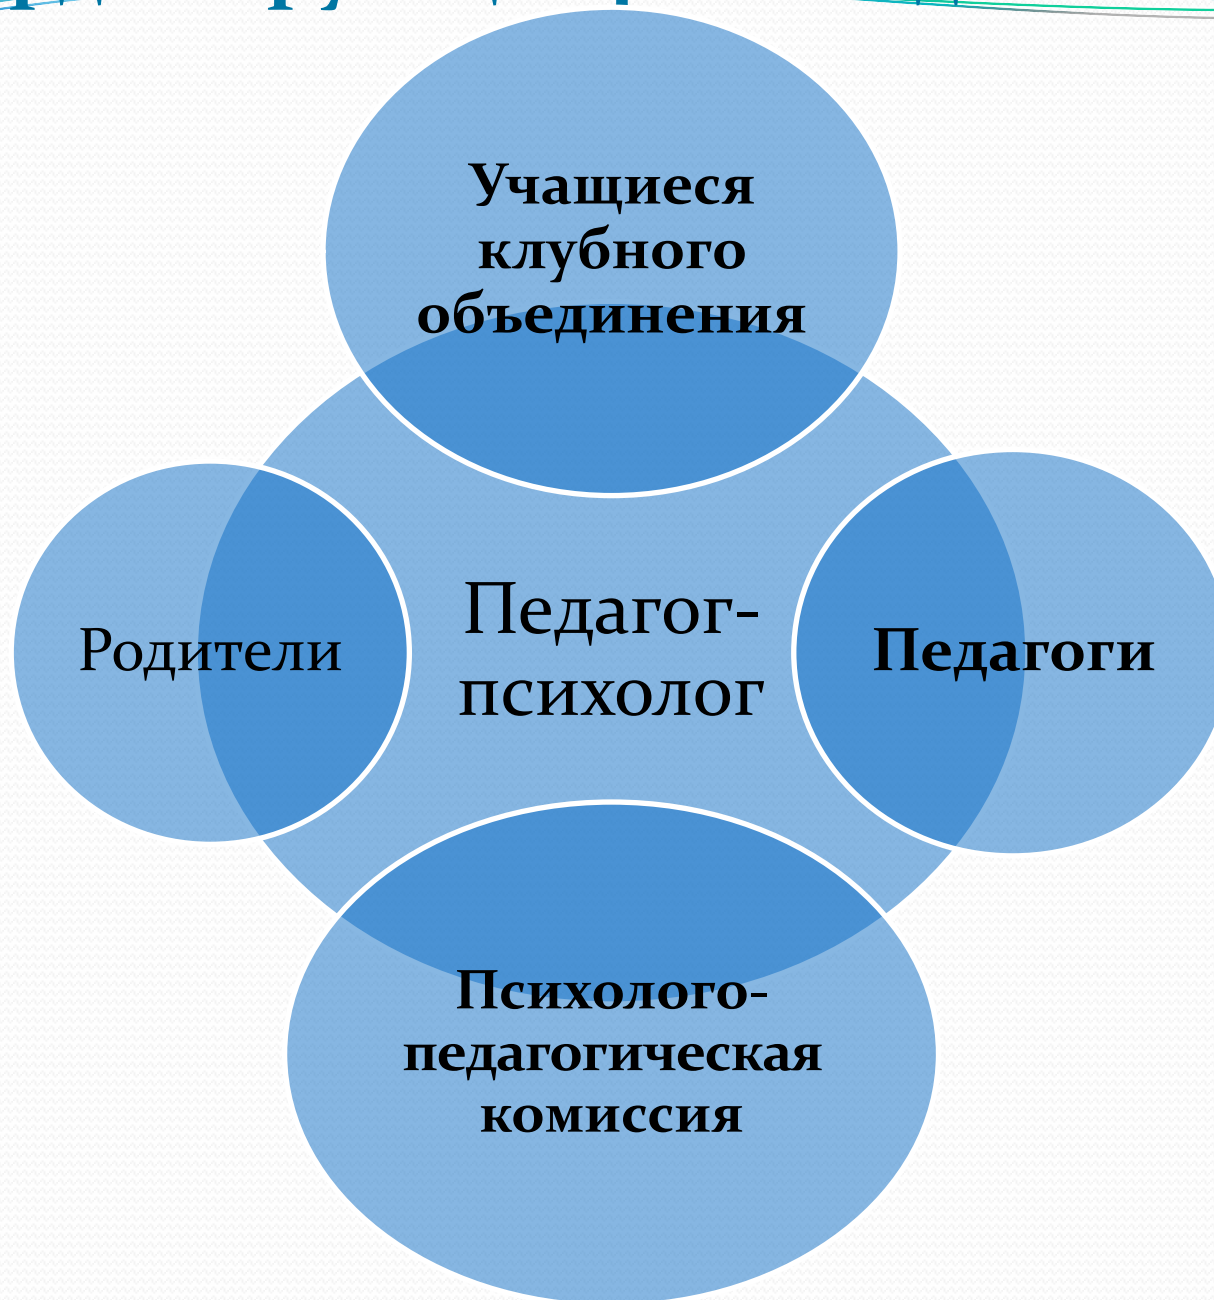 Учащиеся
клубного
объединения
Родители
Педагог-
психолог
Педагоги
Психолого-
педагогическая
комиссия